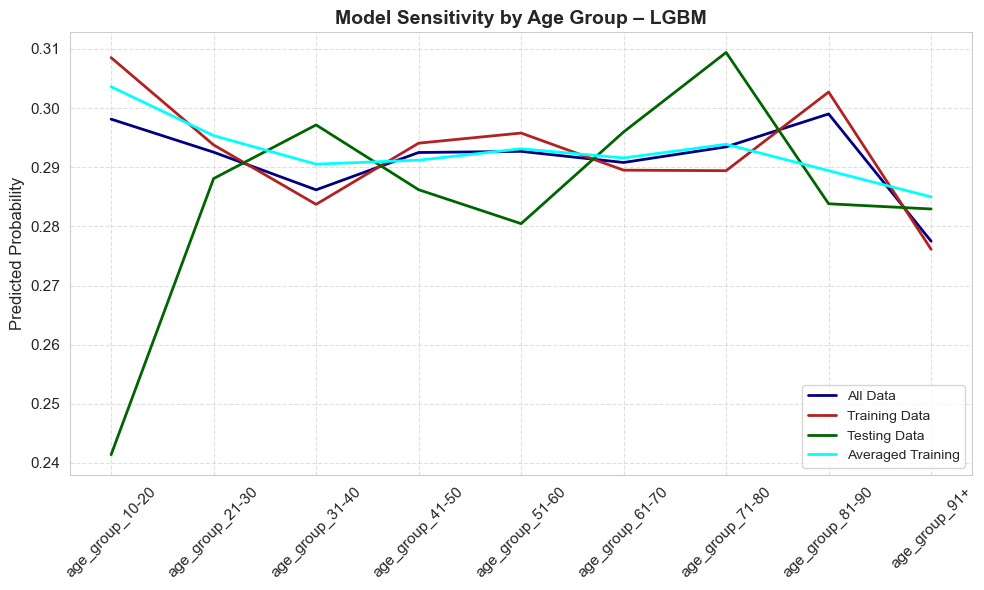 Model Sensitivity by Age Group – LGBM
Predicted Probability
0.31
0.30
0.29
0.28
0.27
0.26
0.25
0.24
All Data
Training Data
Testing Data
Averaged Training
age_group_10-20
age_group_21-30
age_group_31-40
age_group_41-50
age_group_51-60
age_group_61-70
age_group_71-80
age_group_81-90
age_group_91+